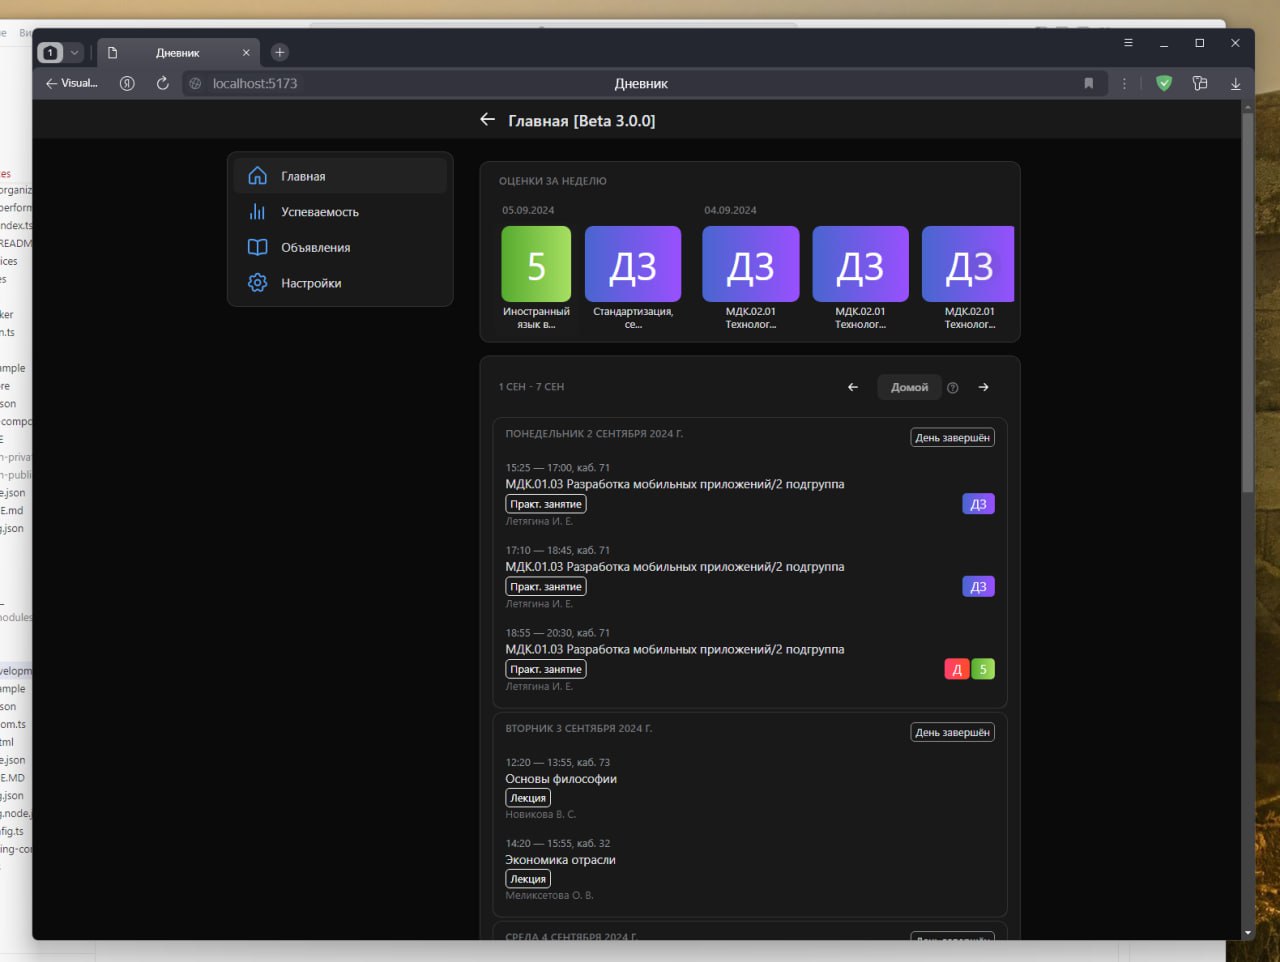 1
Дневник
Visual...
localhost:5173
Дневник
Главная [Beta 3.0.0]
Главная
Успеваемость
Объявления
Настройки
ОЦЕНКИ ЗА НЕДЕЛЮ
05.09.2024
04.09.2024
5
ДЗ
ДЗ
ДЗ
ДЗ
Иностранный
язык в...
Стандартизация,
се...
МДК.02.01
Технолог...
МДК.02.01
Технолог...
МДК.02.01
Технолог...
1 СЕН - 7 СЕН
Домой
ПОНЕДЕЛЬНИК 2 СЕНТЯБРЯ 2024 Г.
День завершён
15:25 — 17:00, каб. 71
МДК.01.03 Разработка мобильных приложений/2 подгруппа
Практ. занятие
ДЗ
Летягина И. Е.
17:10 — 18:45, каб. 71
МДК.01.03 Разработка мобильных приложений/2 подгруппа
Практ. занятие
ДЗ
Летягина И. Е.
18:55 — 20:30, каб. 71
МДК.01.03 Разработка мобильных приложений/2 подгруппа
Практ. занятие
Д 5
Летягина И. Е.
ВТОРНИК 3 СЕНТЯБРЯ 2024 Г.
День завершён
12:20 — 13:55, каб. 73
Основы философии
Лекция
Новикова В. С.
14:20 — 15:55, каб. 32
Экономика отрасли
Лекция
Меликсетова О. В.
СРЕДА 4 СЕНТЯБРЯ 2024 Г.
День завершён